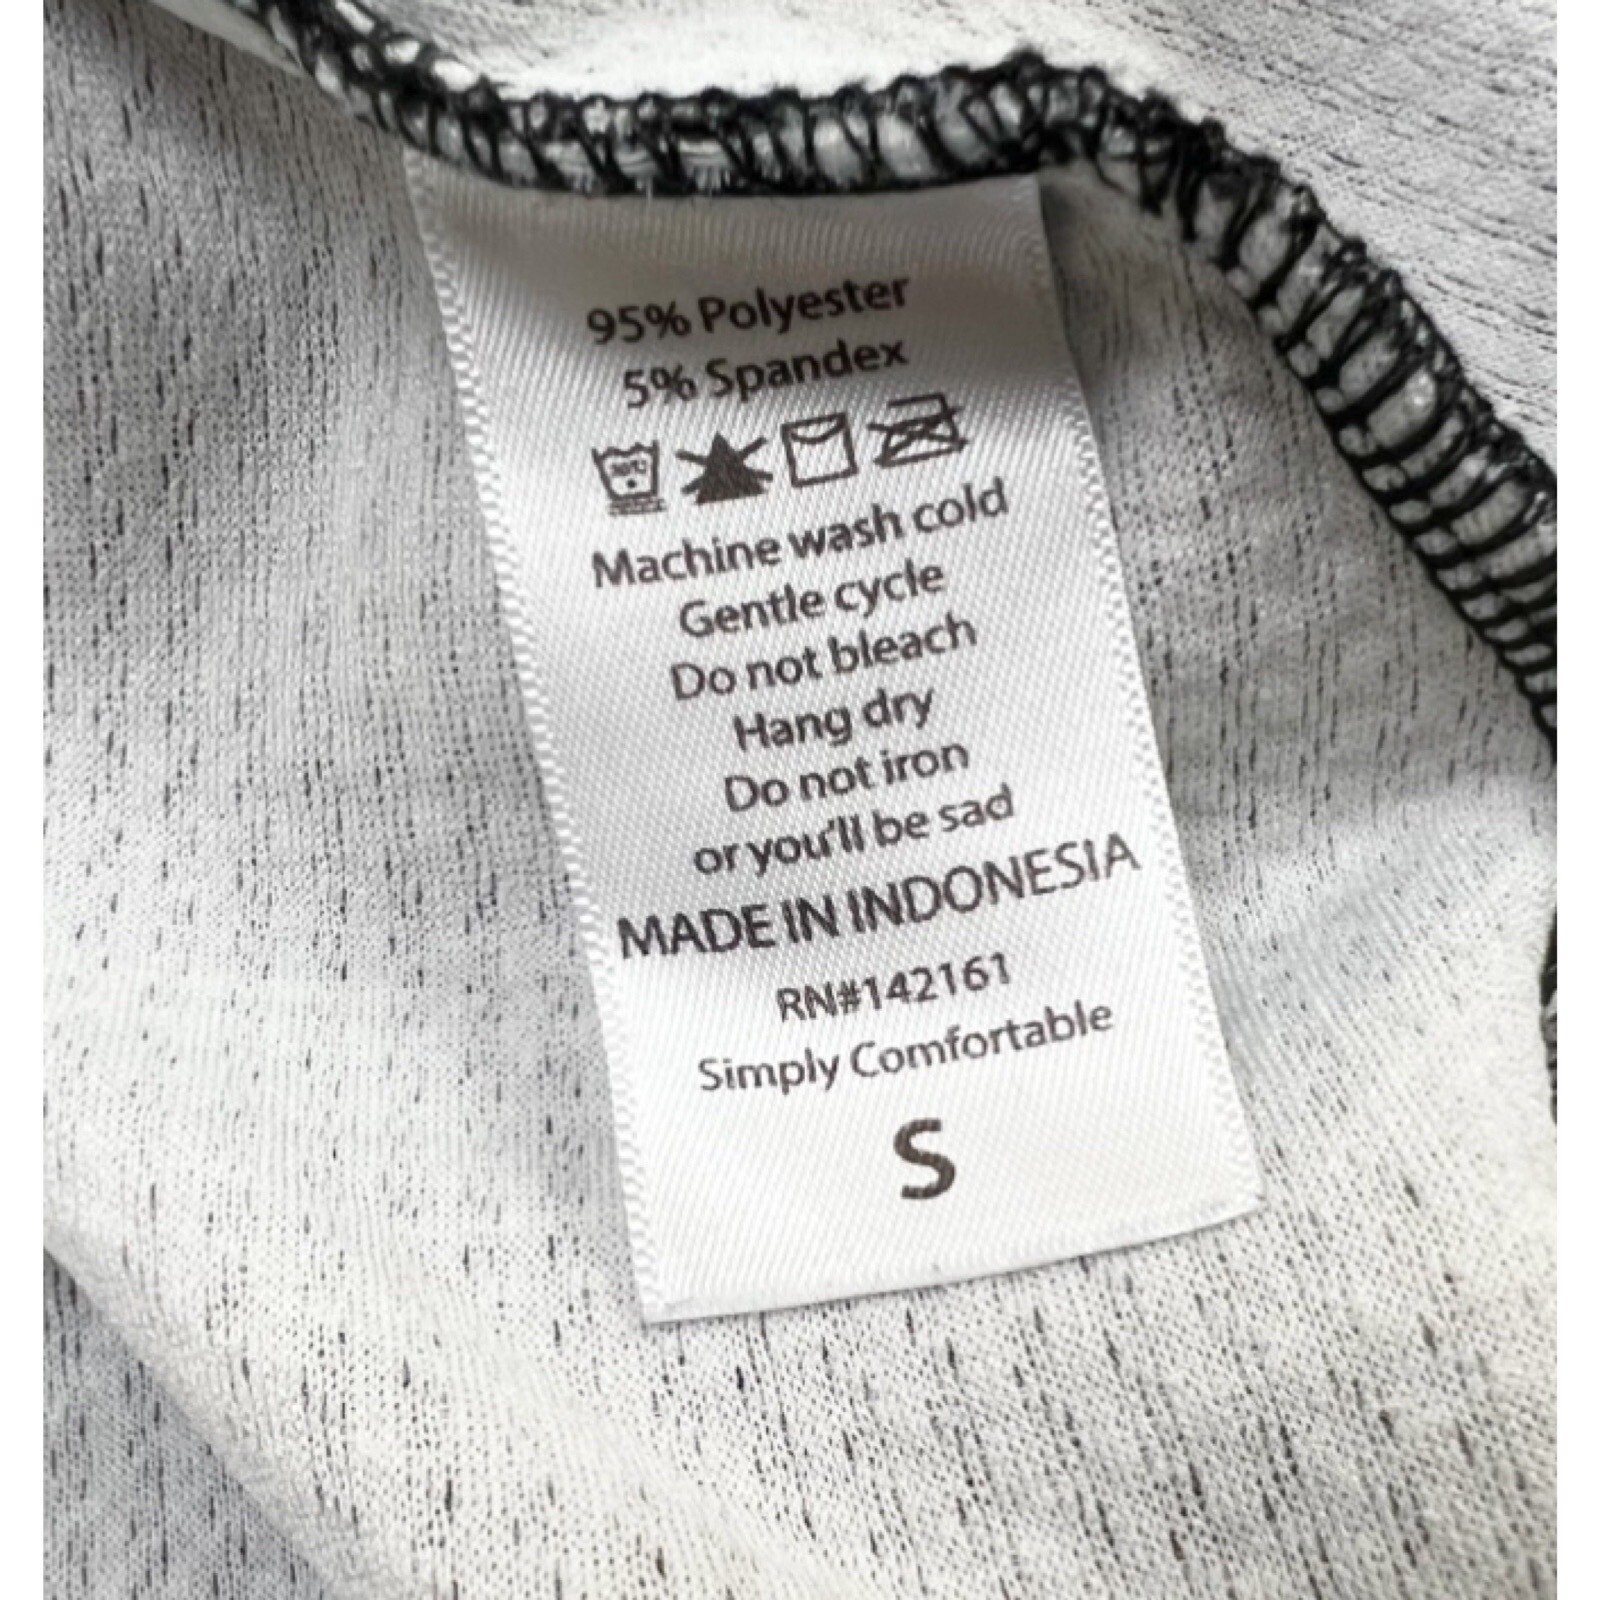 95% Polyester
5% Spandex
30°C
Machine wash cold
Gentle cycle
Do not bleach
Hang dry
Do not iron
or you'll be sad
MADE IN INDONESIA
RN#142161
Simply Comfortable
S